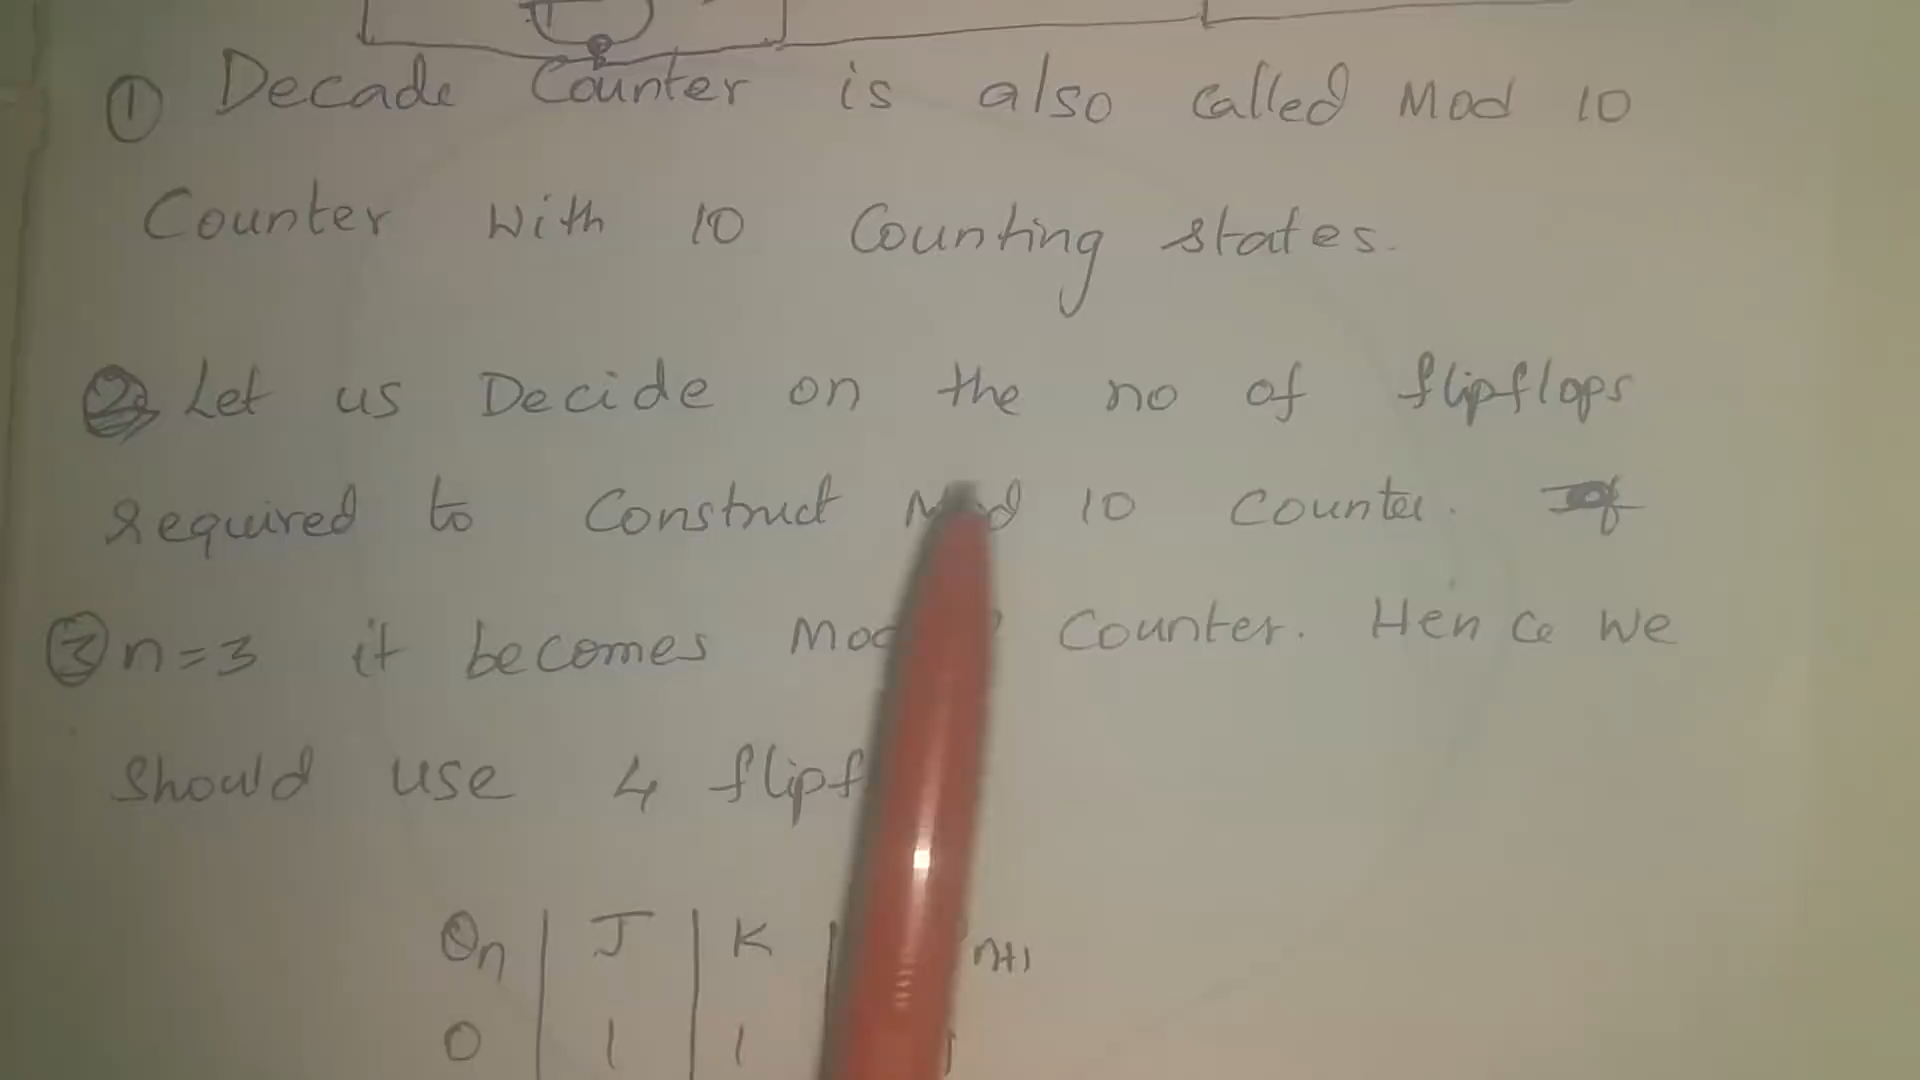 ① Decade Counter is also called Mod 10
Counter with 10 Counting states.
② Let us Decide on the no of flipflops
required to Construct Mod 10 Counter.
③ n=3 it becomes Counter. Hence we
should use 4
Qn J K n+1
0 1 1